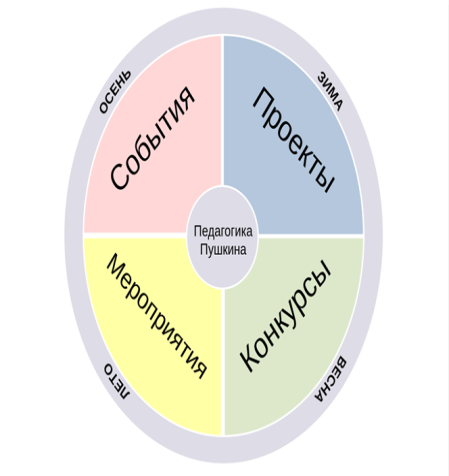 ОСЕНЬ
ЗИМА
События
Проекты
Педагогика
Пушкина
Мероприятия
Конкурсы
ЛЕТО
ВЕСНА